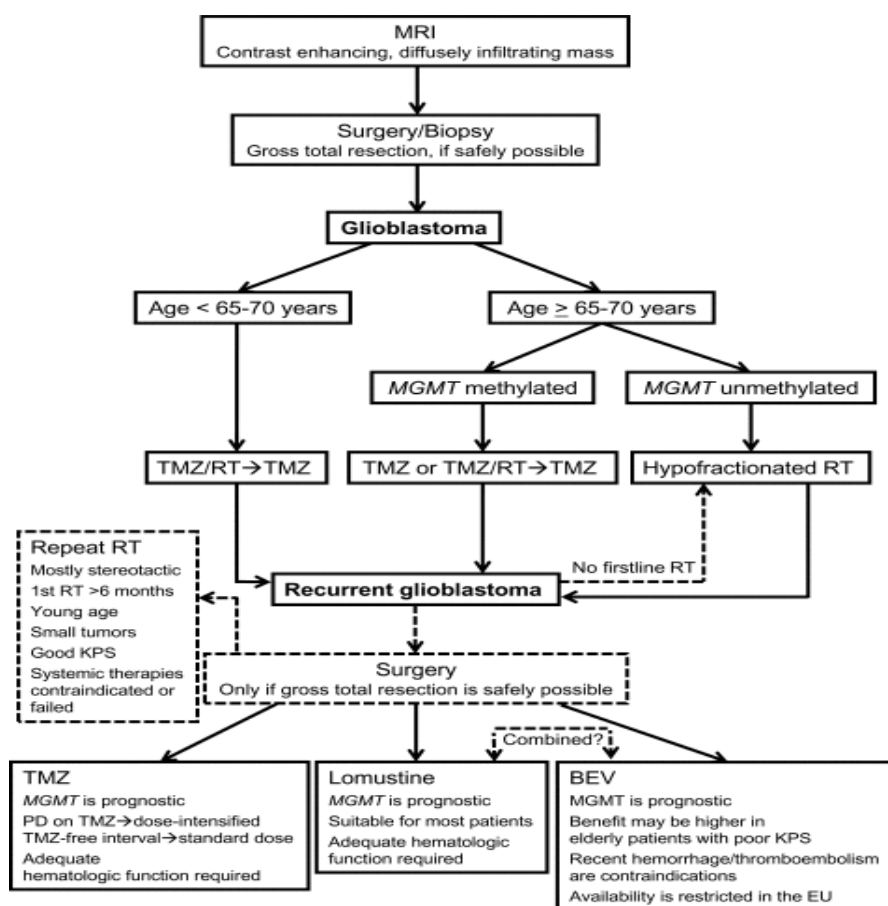 MRI
Contrast enhancing, diffusely infiltrating mass
Surgery/Biopsy
Gross total resection, if safely possible
Glioblastoma
Age < 65-70 years
Age ≥ 65-70 years
MGMT methylated
MGMT unmethylated
TMZ/RT→TMZ
TMZ or TMZ/RT→TMZ
Hypofractionated RT
Repeat RT
Mostly stereotactic
1st RT >6 months
Young age
Small tumors
Good KPS
Systemic therapies
contraindicated or
failed
No firstline RT
Recurrent glioblastoma
Surgery
Only if gross total resection is safely possible
Combined?
TMZ
MGMT is prognostic
PD on TMZ→dose-intensified
TMZ-free interval→standard dose
Adequate
hematologic function required
Lomustine
MGMT is prognostic
Suitable for most patients
Adequate hematologic
function required
BEV
MGMT is prognostic
Benefit may be higher in
elderly patients with poor KPS
Recent hemorrhage/thromboembolism
are contraindications
Availability is restricted in the EU